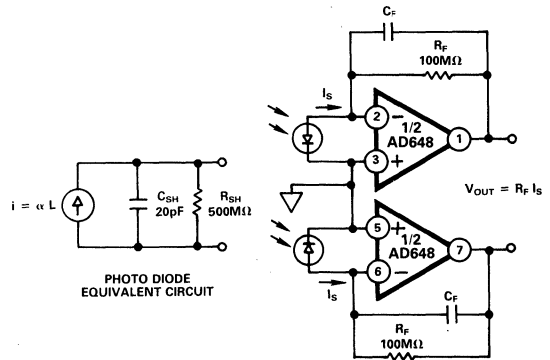 CF
RF
100MΩ
IS
2
−
1/2
AD648
1
3
+
i = α L
CSH
20pF
RSH
500MΩ
VOUT = RF IS
PHOTO DIODE
EQUIVALENT CIRCUIT
5
+
1/2
AD648
7
6
−
IS
CF
RF
100MΩ